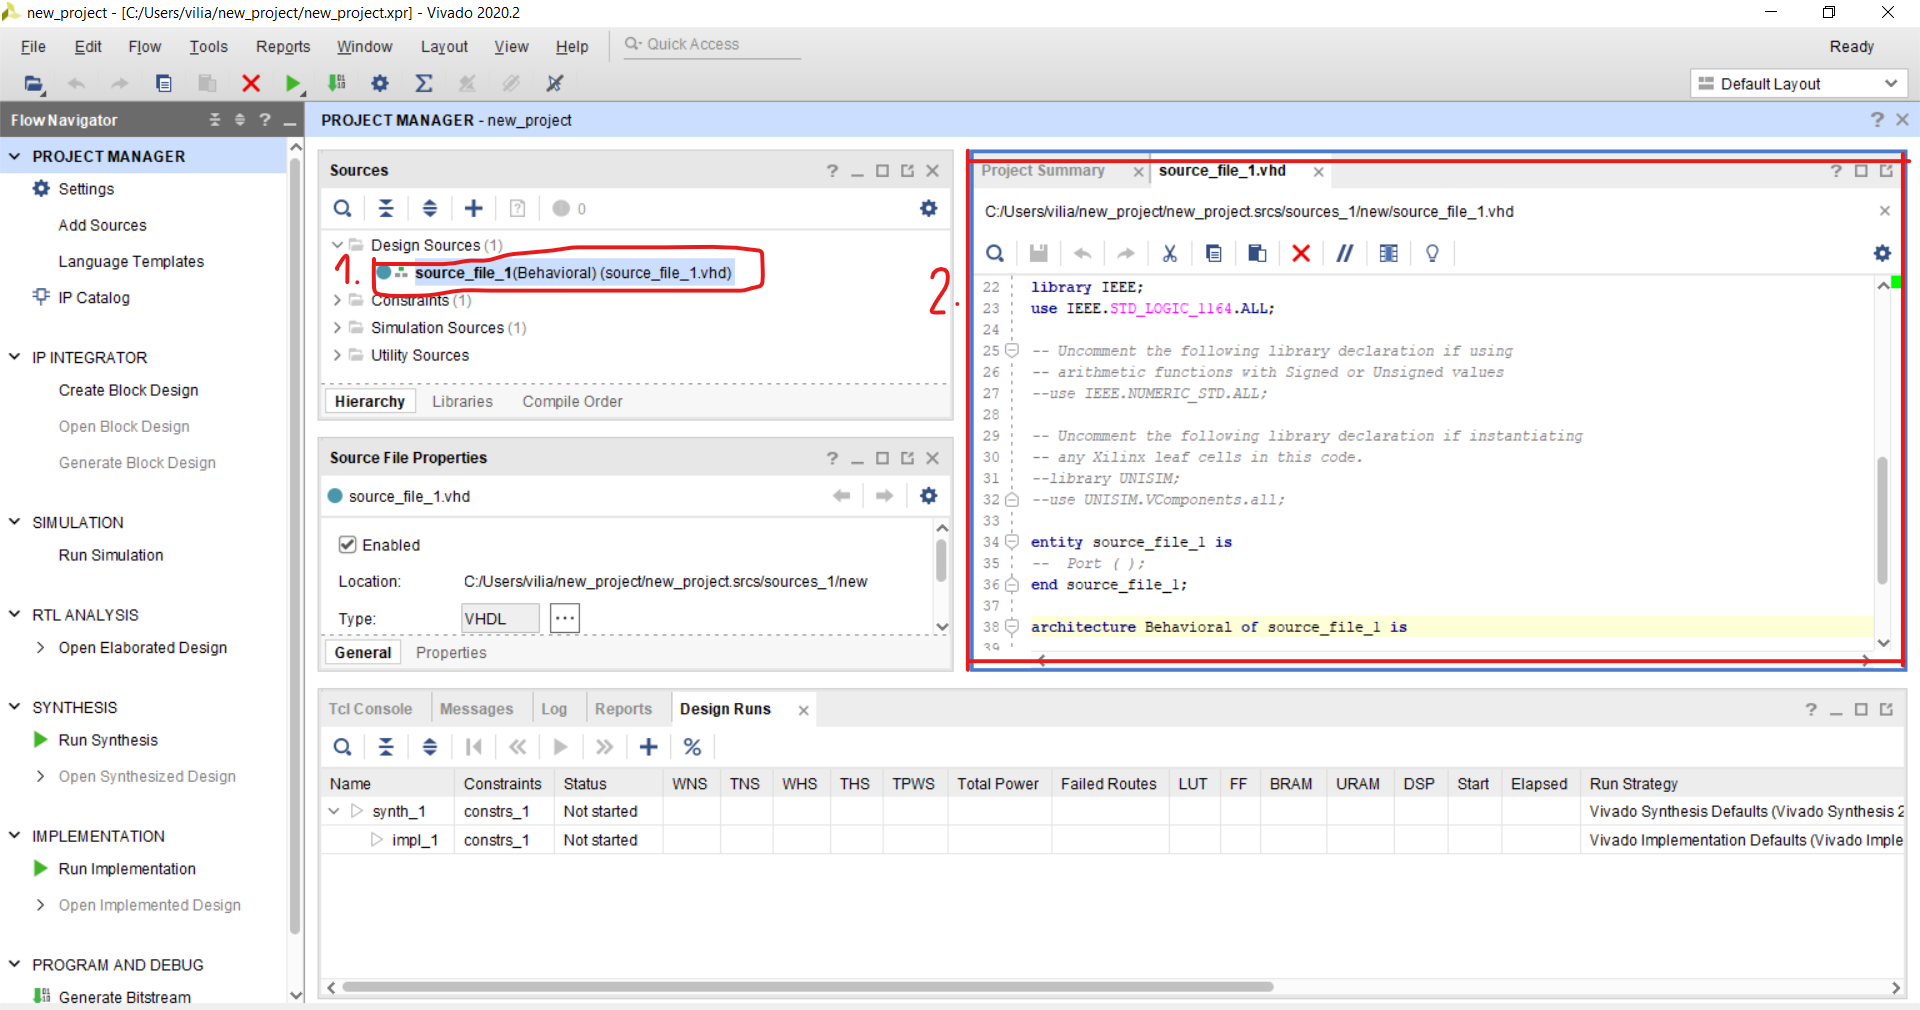 new_project - [C:/Users/vilia/new_project/new_project.xpr] - Vivado 2020.2
File Edit Flow Tools Reports Window Layout View Help Quick Access Ready
Default Layout
Flow Navigator
PROJECT MANAGER
Settings
Add Sources
Language Templates
IP Catalog
IP INTEGRATOR
Create Block Design
Open Block Design
Generate Block Design
SIMULATION
Run Simulation
RTL ANALYSIS
Open Elaborated Design
SYNTHESIS
Run Synthesis
Open Synthesized Design
IMPLEMENTATION
Run Implementation
Open Implemented Design
PROGRAM AND DEBUG
Generate Bitstream
PROJECT MANAGER - new_project
Sources
0
Design Sources (1)
1.
source_file_1(Behavioral) (source_file_1.vhd)
Constraints (1)
Simulation Sources (1)
Utility Sources
Hierarchy Libraries Compile Order
Source File Properties
source_file_1.vhd
Enabled
Location: C:/Users/vilia/new_project/new_project.srcs/sources_1/new
Type: VHDL
General Properties
2.
Project Summary source_file_1.vhd
C:/Users/vilia/new_project/new_project.srcs/sources_1/new/source_file_1.vhd
22 library IEEE;
23 use IEEE.STD_LOGIC_1164.ALL;
24
25 -- Uncomment the following library declaration if using
26 -- arithmetic functions with Signed or Unsigned values
27 --use IEEE.NUMERIC_STD.ALL;
28
29 -- Uncomment the following library declaration if instantiating
30 -- any Xilinx leaf cells in this code.
31 --library UNISIM;
32 --use UNISIM.VComponents.all;
33
34 entity source_file_1 is
35 --  Port ( );
36 end source_file_1;
37
38 architecture Behavioral of source_file_1 is
39
Tcl Console Messages Log Reports Design Runs
Name Constraints Status WNS TNS WHS THS TPWS Total Power Failed Routes LUT FF BRAM URAM DSP Start Elapsed Run Strategy
synth_1 constrs_1 Not started Vivado Synthesis Defaults (Vivado Synthesis 2
impl_1 constrs_1 Not started Vivado Implementation Defaults (Vivado Imple